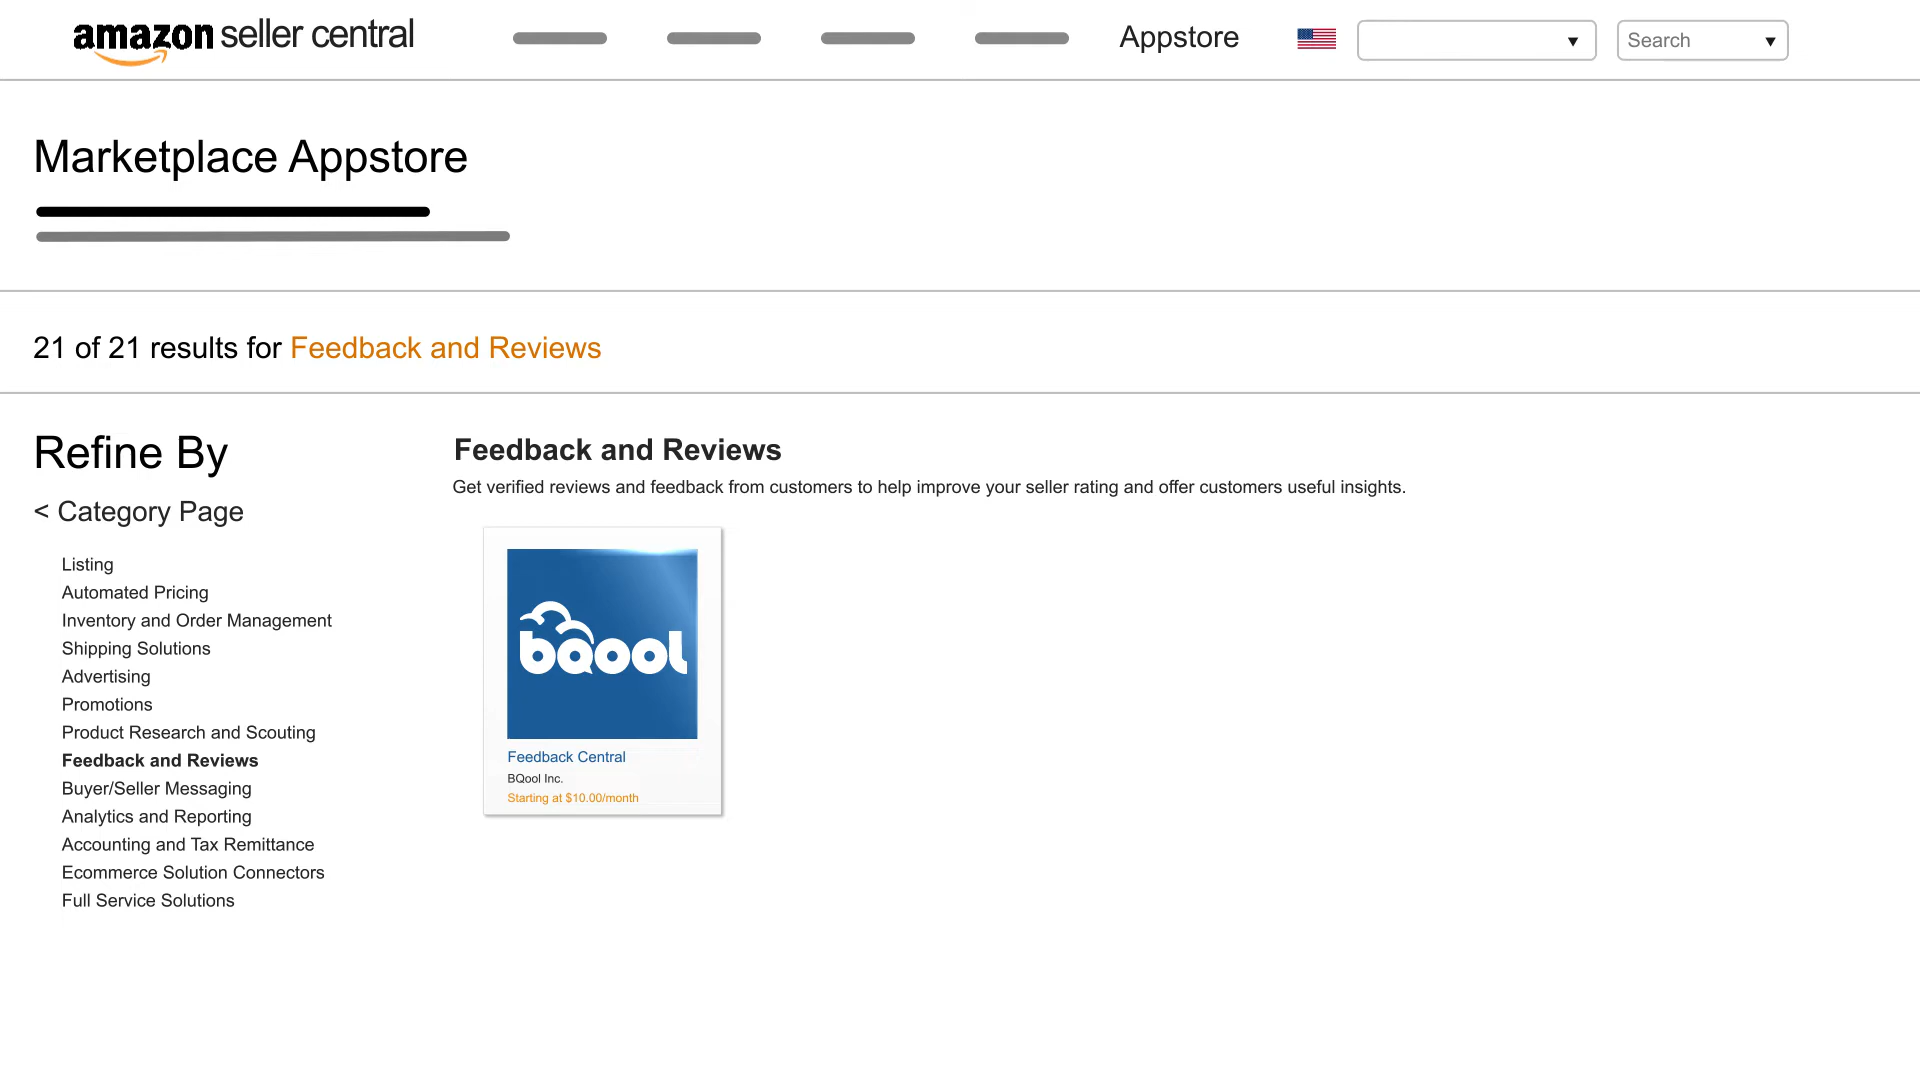 amazon seller central
Appstore
Search
Marketplace Appstore
21 of 21 results for Feedback and Reviews
Refine By
< Category Page
Listing
Automated Pricing
Inventory and Order Management
Shipping Solutions
Advertising
Promotions
Product Research and Scouting
Feedback and Reviews
Buyer/Seller Messaging
Analytics and Reporting
Accounting and Tax Remittance
Ecommerce Solution Connectors
Full Service Solutions
Feedback and Reviews
Get verified reviews and feedback from customers to help improve your seller rating and offer customers useful insights.
bqool
Feedback Central
BQool Inc.
Starting at $10.00/month